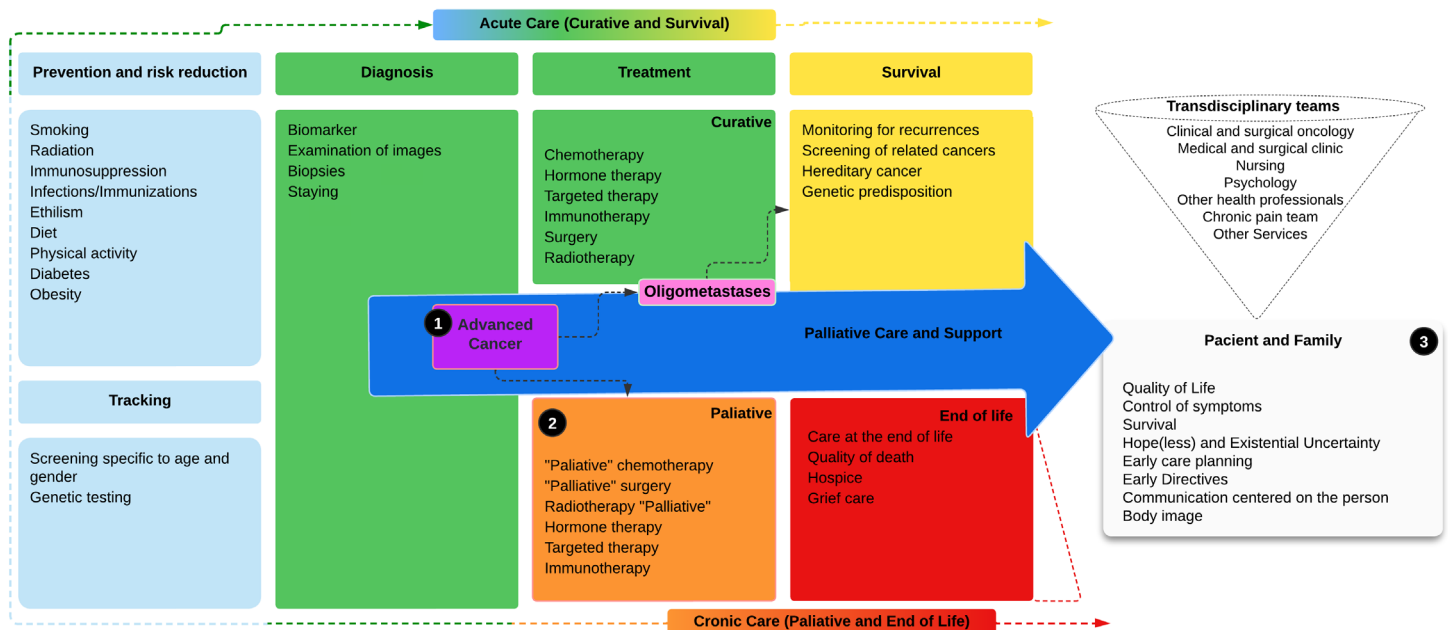 Acute Care (Curative and Survival)
Prevention and risk reduction
Smoking
Radiation
Immunosuppression
Infections/Immunizations
Ethilism
Diet
Physical activity
Diabetes
Obesity
Tracking
Screening specific to age and
gender
Genetic testing
Diagnosis
Biomarker
Examination of images
Biopsies
Staying
Treatment
Curative
Chemotherapy
Hormone therapy
Targeted therapy
Immunotherapy
Surgery
Radiotherapy
Survival
Monitoring for recurrences
Screening of related cancers
Hereditary cancer
Genetic predisposition
1
Advanced
Cancer
Oligometastases
Palliative Care and Support
2
Paliative
"Paliative" chemotherapy
"Palliative" surgery
Radiotherapy "Palliative"
Hormone therapy
Targeted therapy
Immunotherapy
End of life
Care at the end of life
Quality of death
Hospice
Grief care
Transdisciplinary teams
Clinical and surgical oncology
Medical and surgical clinic
Nursing
Psychology
Other health professionals
Chronic pain team
Other Services
Pacient and Family
3
Quality of Life
Control of symptoms
Survival
Hope(less) and Existential Uncertainty
Early care planning
Early Directives
Communication centered on the person
Body image
Cronic Care (Paliative and End of Life)